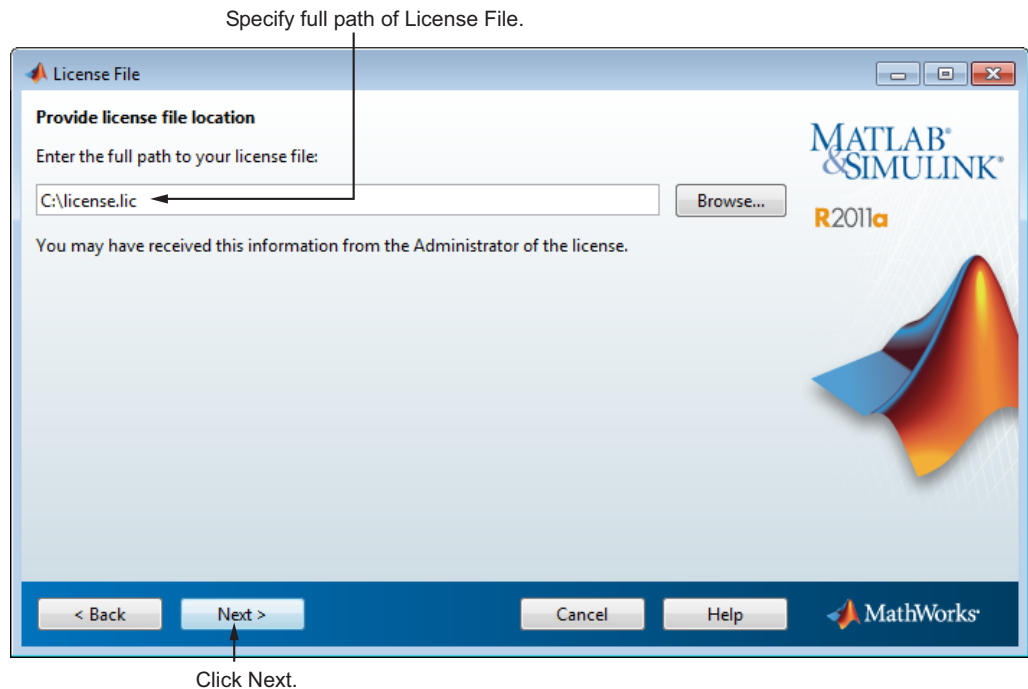 Specify full path of License File.
License File
Provide license file location
Enter the full path to your license file:
C:\license.lic
Browse...
You may have received this information from the Administrator of the license.
MATLAB®
&SIMULINK®
R2011a
< Back
Next >
Cancel
Help
MathWorks®
Click Next.